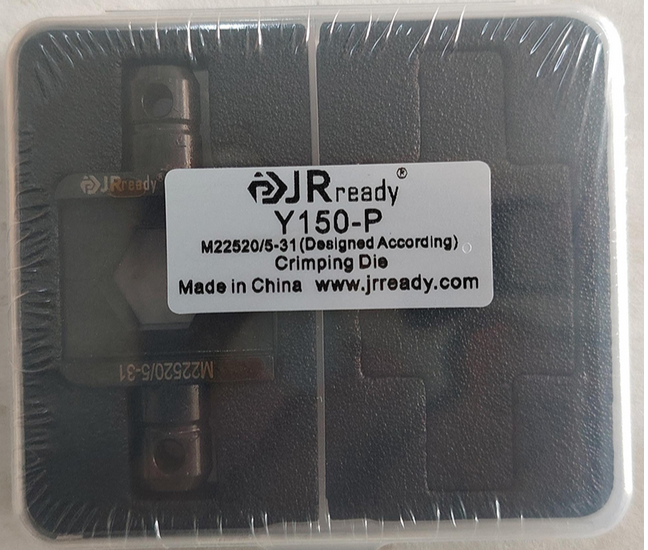 JRready
JRready®
Y150-P
M22520/5-31(Designed According)
Crimping Die
Made in China www.jrready.com
M22520/5-31